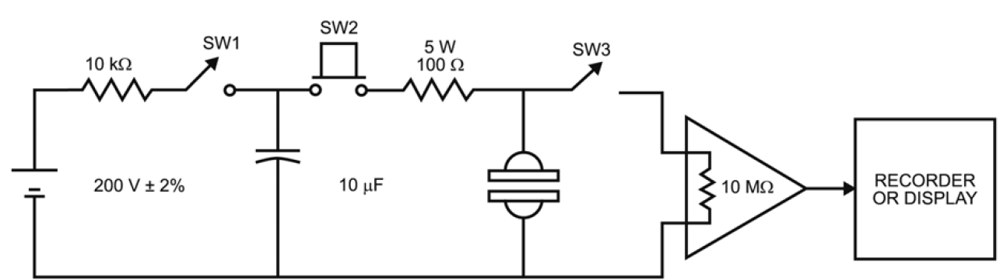 SW2
SW1
5 W
SW3
10 kΩ
100 Ω
200 V ± 2%
10 µF
10 MΩ
RECORDER
OR DISPLAY